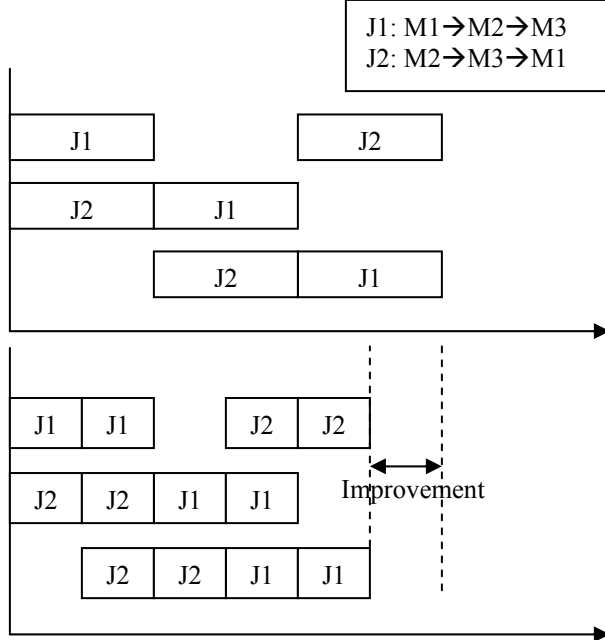 J1: M1→M2→M3
J2: M2→M3→M1
J1 J2
J2 J1
J2 J1
J1 J1 J2 J2
J2 J2 J1 J1
Improvement
J2 J2 J1 J1